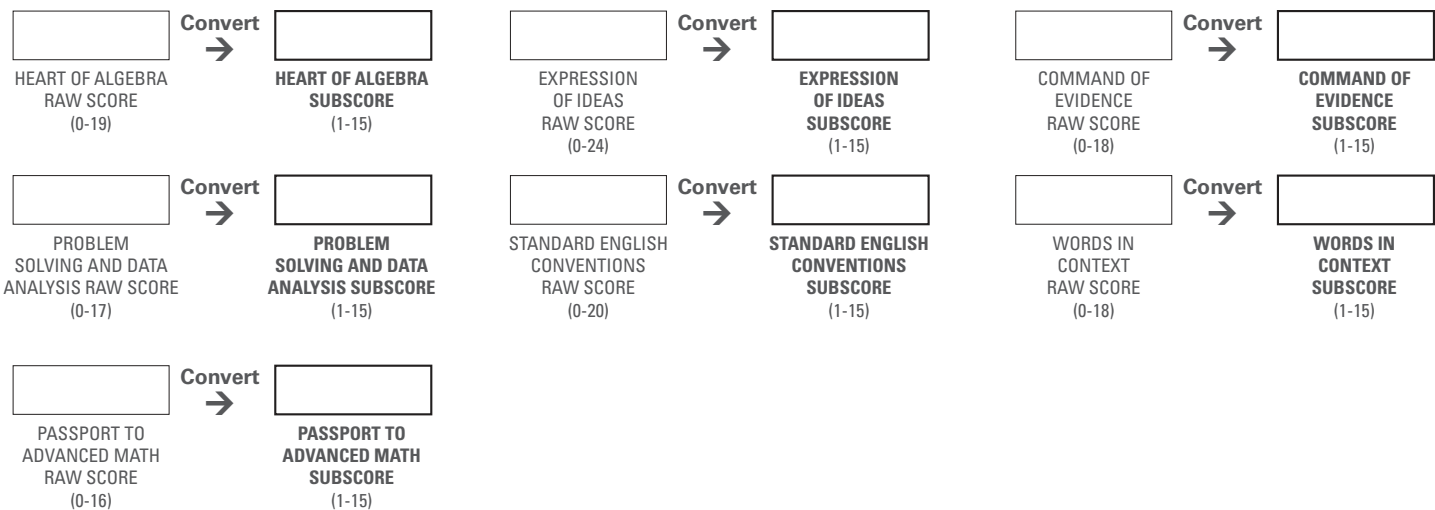 Convert
→
HEART OF ALGEBRA
RAW SCORE
(0-19)
HEART OF ALGEBRA
SUBSCORE
(1-15)
Convert
→
EXPRESSION
OF IDEAS
RAW SCORE
(0-24)
EXPRESSION
OF IDEAS
SUBSCORE
(1-15)
Convert
→
COMMAND OF
EVIDENCE
RAW SCORE
(0-18)
COMMAND OF
EVIDENCE
SUBSCORE
(1-15)
Convert
→
PROBLEM
SOLVING AND DATA
ANALYSIS RAW SCORE
(0-17)
PROBLEM
SOLVING AND DATA
ANALYSIS SUBSCORE
(1-15)
Convert
→
STANDARD ENGLISH
CONVENTIONS
RAW SCORE
(0-20)
STANDARD ENGLISH
CONVENTIONS
SUBSCORE
(1-15)
Convert
→
WORDS IN
CONTEXT
RAW SCORE
(0-18)
WORDS IN
CONTEXT
SUBSCORE
(1-15)
Convert
→
PASSPORT TO
ADVANCED MATH
RAW SCORE
(0-16)
PASSPORT TO
ADVANCED MATH
SUBSCORE
(1-15)